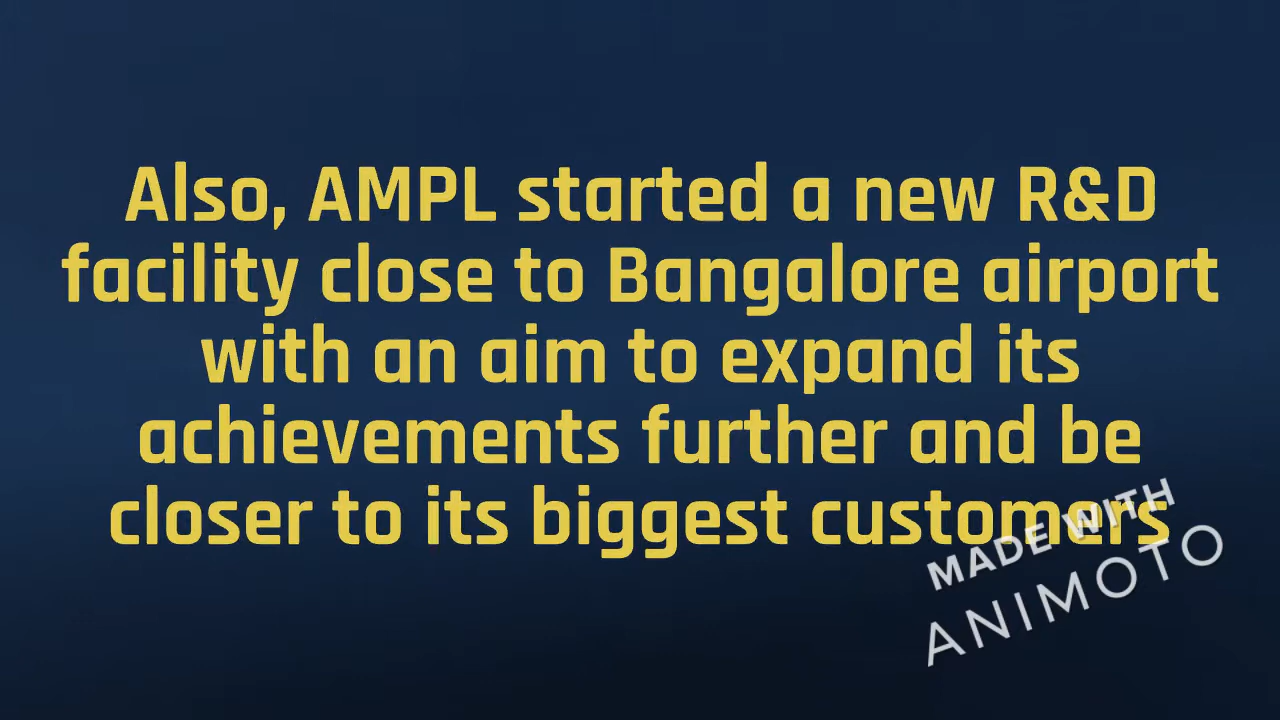 Also, AMPL started a new R&D
facility close to Bangalore airport
with an aim to expand its
achievements further and be
closer to its biggest customers
MADE WITH
ANIMOTO